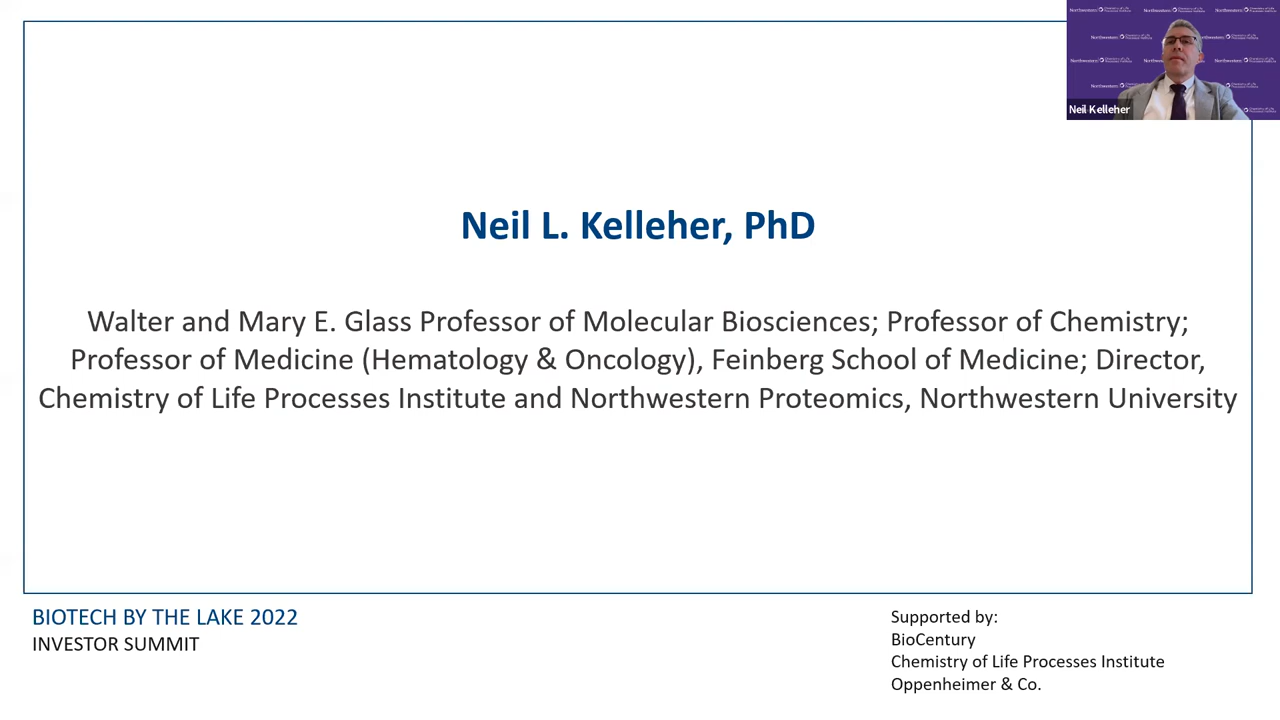 Neil Kelleher
Neil L. Kelleher, PhD
Walter and Mary E. Glass Professor of Molecular Biosciences; Professor of Chemistry;
Professor of Medicine (Hematology & Oncology), Feinberg School of Medicine; Director,
Chemistry of Life Processes Institute and Northwestern Proteomics, Northwestern University
BIOTECH BY THE LAKE 2022
INVESTOR SUMMIT
Supported by:
BioCentury
Chemistry of Life Processes Institute
Oppenheimer & Co.